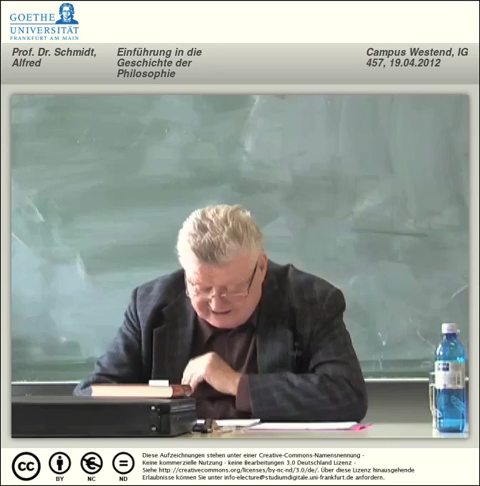 GOETHE
UNIVERSITÄT
FRANKFURT AM MAIN
Prof. Dr. Schmidt,
Alfred
Einführung in die
Geschichte der
Philosophie
Campus Westend, IG
457, 19.04.2012
cc
BY
NC
ND
Diese Aufzeichnungen stehen unter einer Creative-Commons-Namensnennung -
Keine kommerzielle Nutzung - keine Bearbeitungen 3.0 Deutschland Lizenz -
Siehe http://creativecommons.org/licenses/by-nc-nd/3.0/de/. Über diese Lizenz hinausgehende
Erlaubnisse können Sie unter info-electure@studiumdigitale.uni-frankfurt.de anfordern.